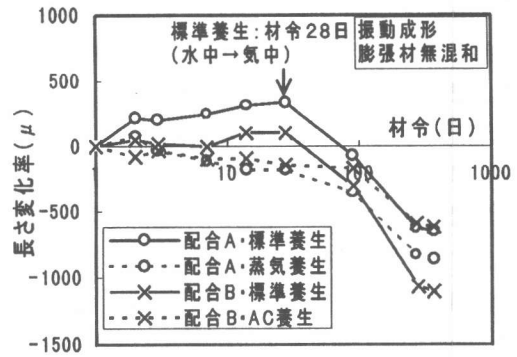 標準養生:材令28日
(水中→気中)
振動成形
膨張材無混和
1000
500
0
-500
-1000
-1500
長さ変化率(μ)
材令(日)
10
100
1000
配合A・標準養生
配合A・蒸気養生
配合B・標準養生
配合B・AC養生